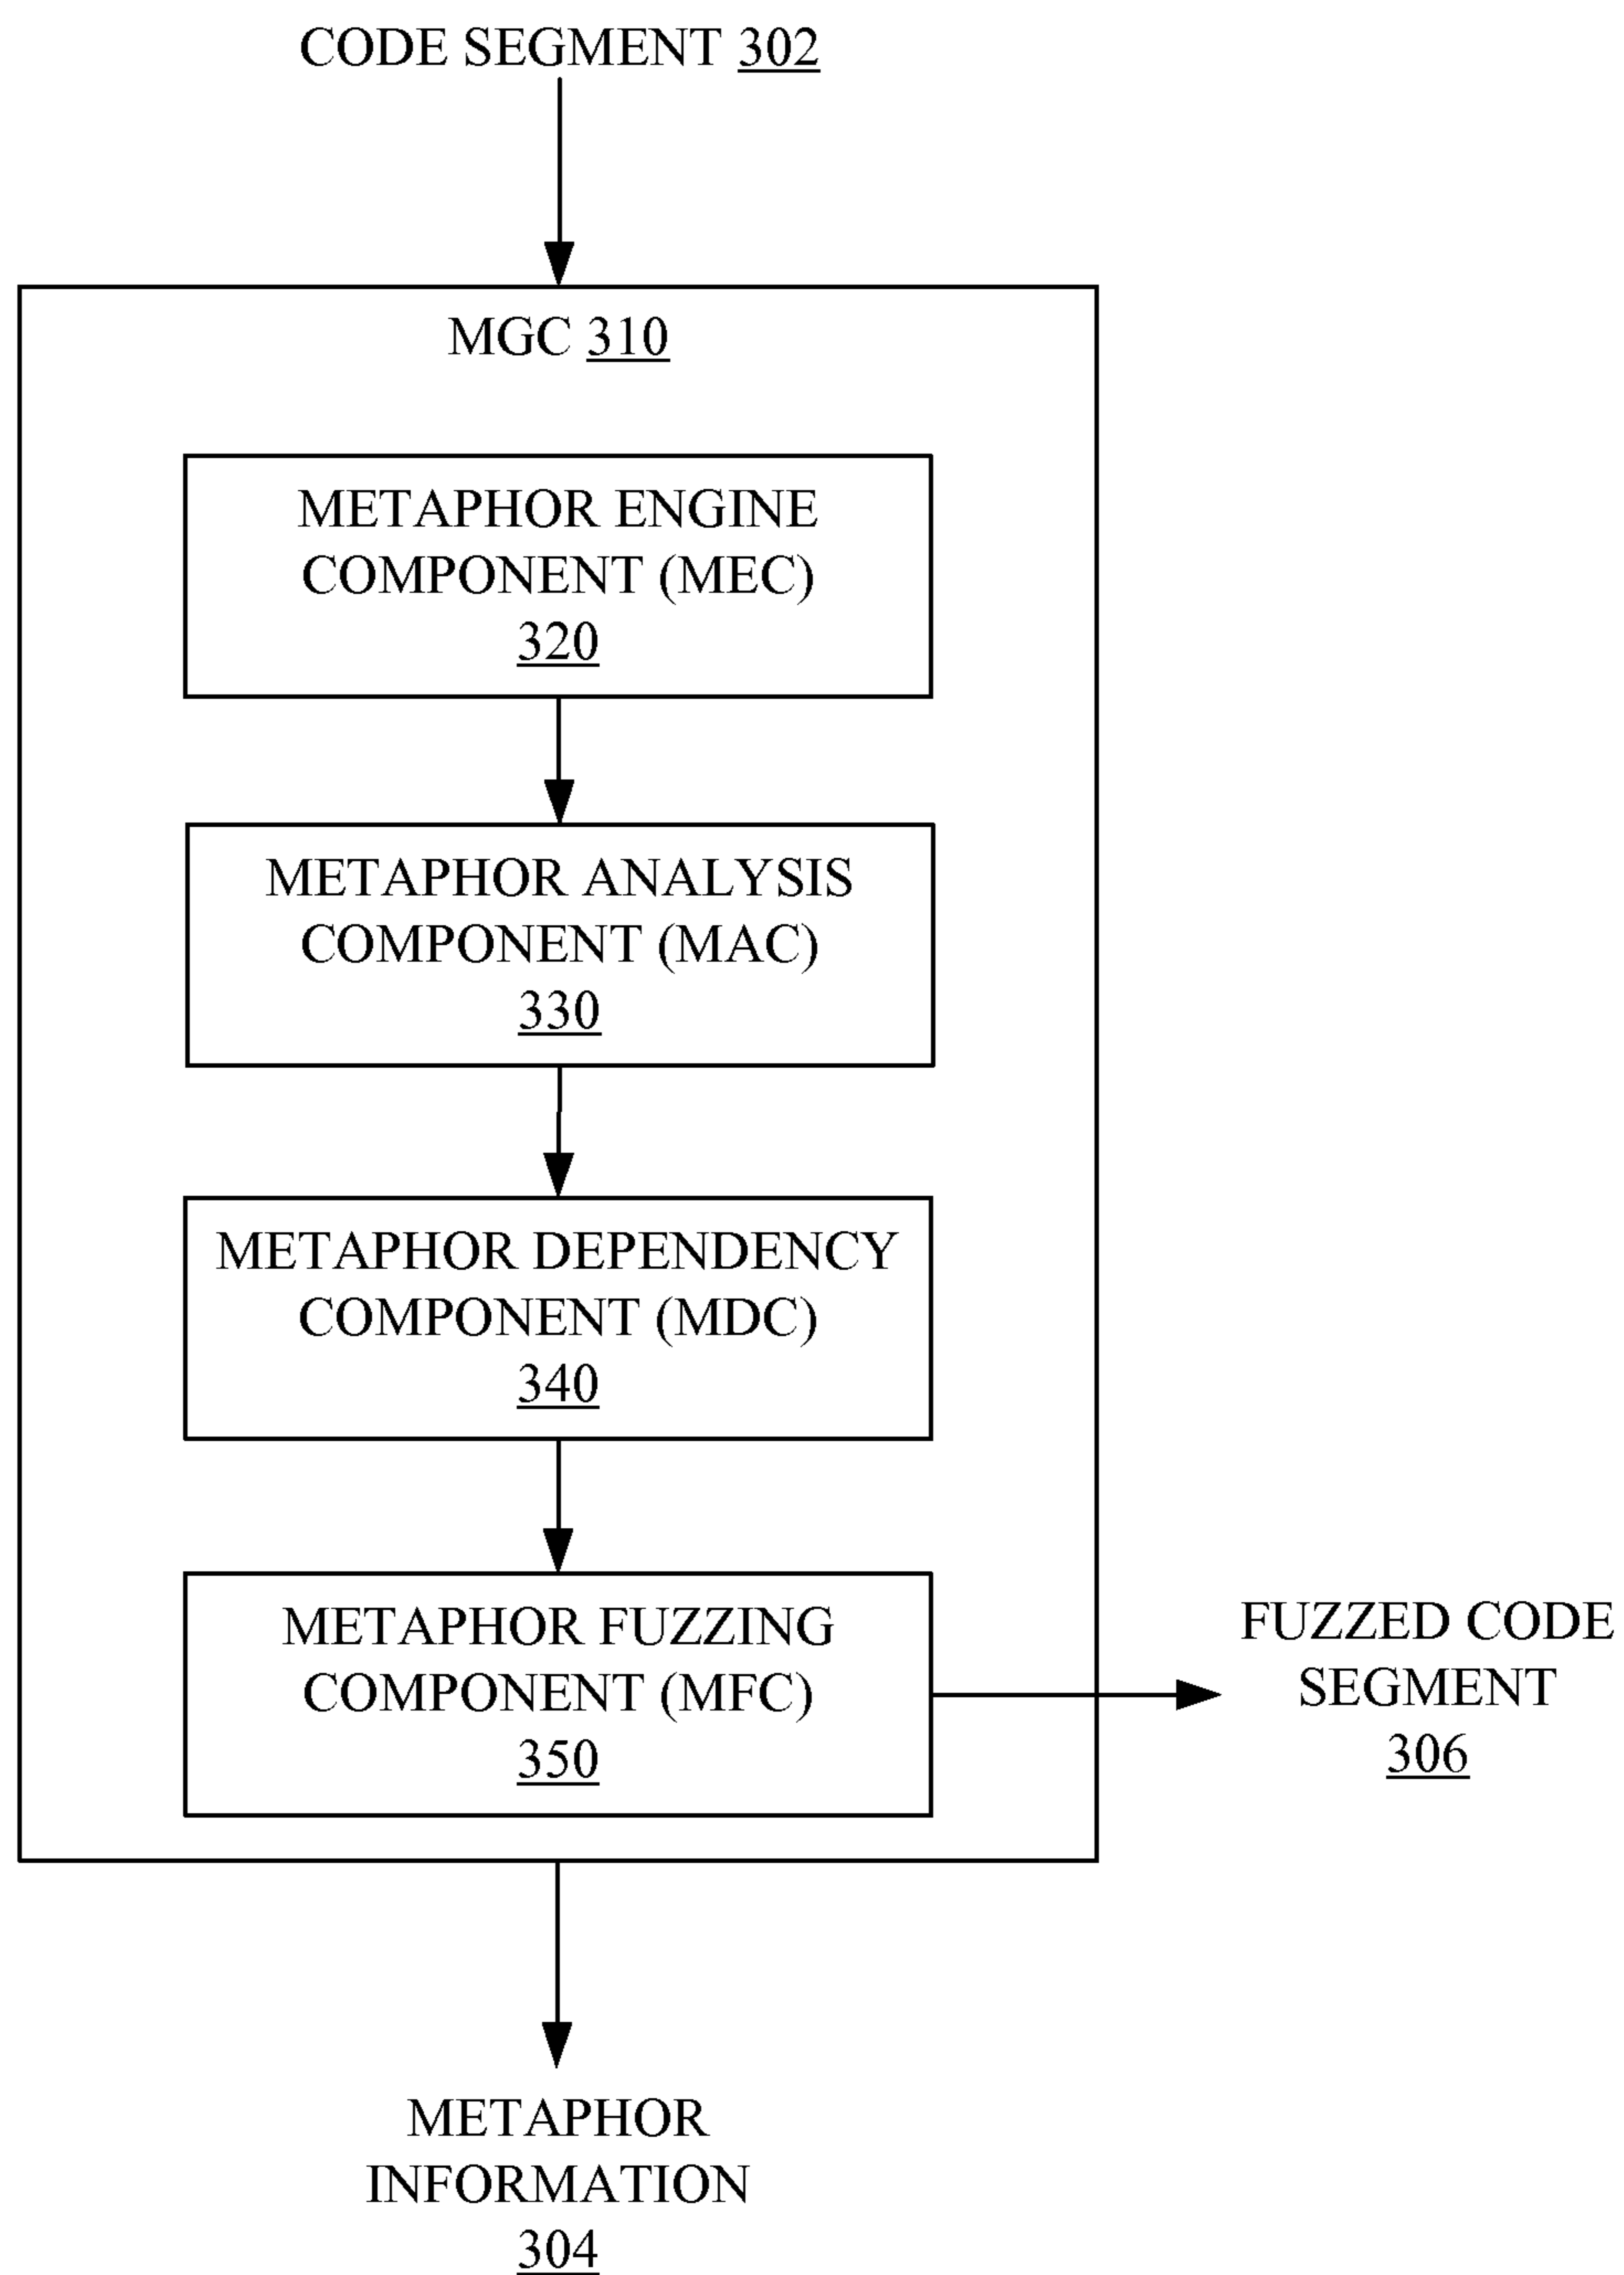 CODE SEGMENT 302
MGC 310
METAPHOR ENGINE
COMPONENT (MEC)
320
METAPHOR ANALYSIS
COMPONENT (MAC)
330
METAPHOR DEPENDENCY
COMPONENT (MDC)
340
METAPHOR FUZZING
COMPONENT (MFC)
350
FUZZED CODE
SEGMENT
306
METAPHOR
INFORMATION
304